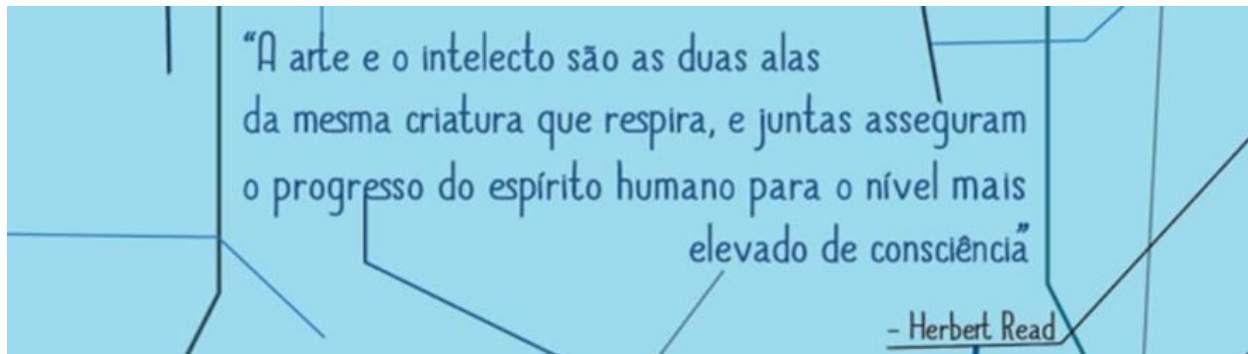 “A arte e o intelecto são as duas alas
da mesma criatura que respira, e juntas asseguram
o progresso do espírito humano para o nível mais
elevado de consciência”
– Herbert Read